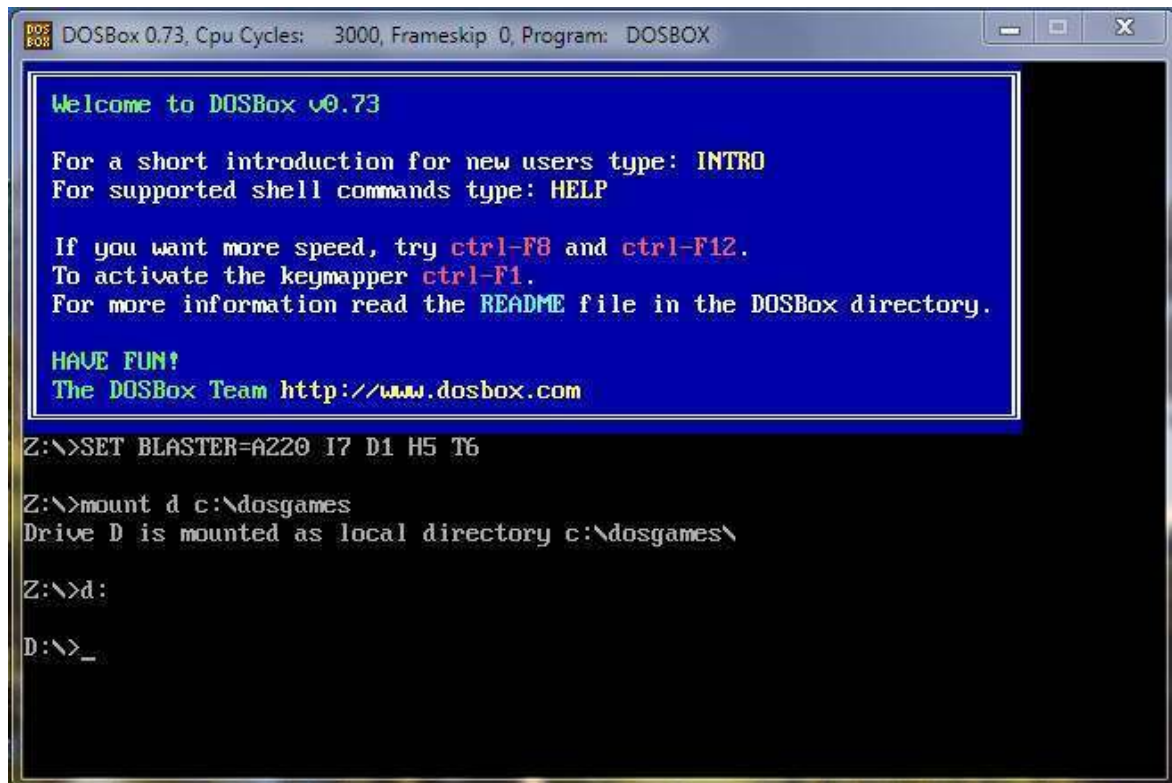 DOS
BOX
DOSBox 0.73, Cpu Cycles:    3000, Frameskip  0, Program:   DOSBOX
Welcome to DOSBox v0.73
For a short introduction for new users type: INTRO
For supported shell commands type: HELP
If you want more speed, try ctrl-F8 and ctrl-F12.
To activate the keymapper ctrl-F1.
For more information read the README file in the DOSBox directory.
HAVE FUN!
The DOSBox Team http://www.dosbox.com
Z:\>SET BLASTER=A220 I7 D1 H5 T6
Z:\>mount d c:\dosgames
Drive D is mounted as local directory c:\dosgames\
Z:\>d:
D:\>_